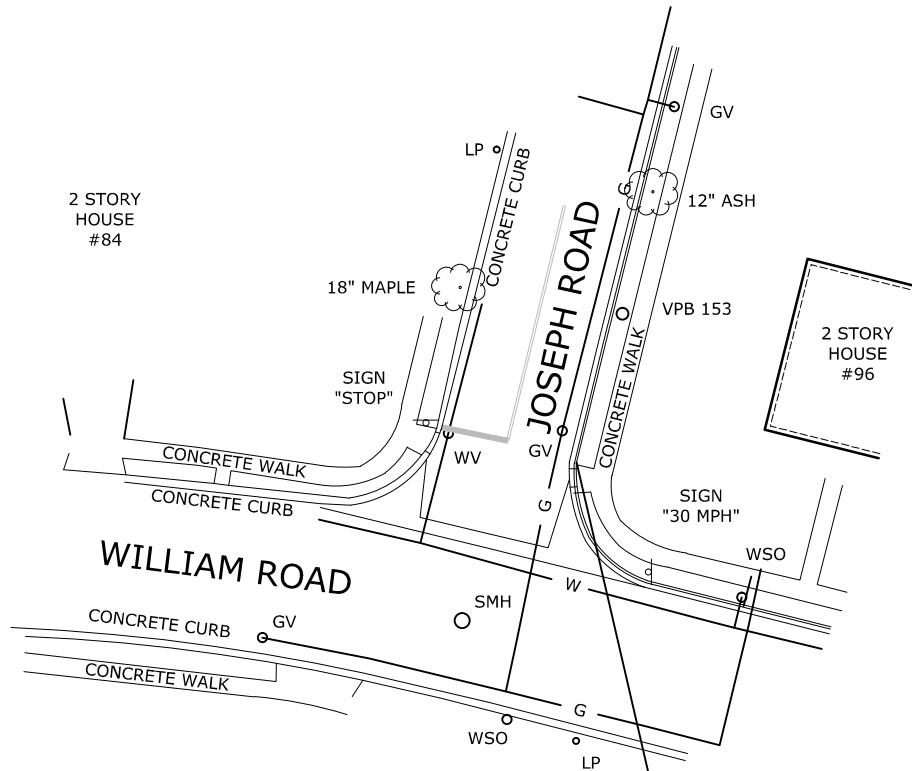 GV
LP
CONCRETE CURB
G
12" ASH
2 STORY
HOUSE
#84
JOSEPH ROAD
18" MAPLE
VPB 153
2 STORY
HOUSE
#96
SIGN
"STOP"
CONCRETE WALK
GV
WV
CONCRETE WALK
CONCRETE CURB
G
SIGN
"30 MPH"
WILLIAM ROAD
WSO
W
SMH
CONCRETE CURB
GV
CONCRETE WALK
G
WSO
LP